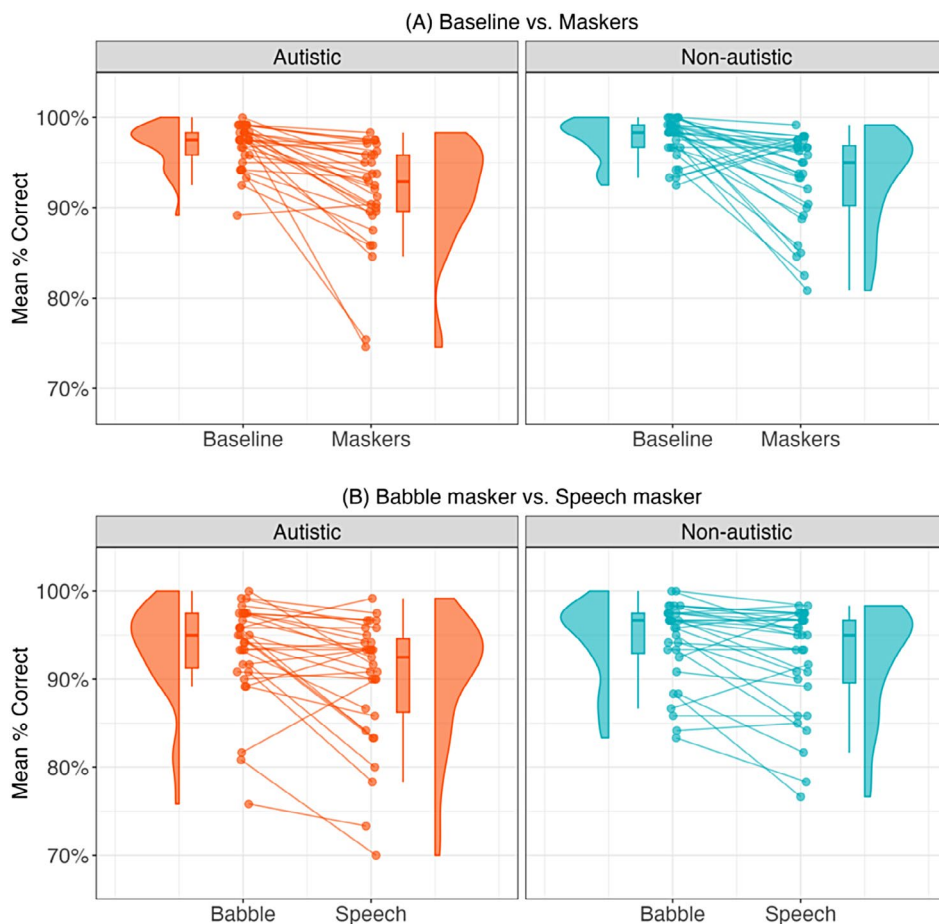 (A) Baseline vs. Maskers
Autistic
Non-autistic
Mean % Correct
100%
90%
80%
70%
Baseline
Maskers
Baseline
Maskers
(B) Babble masker vs. Speech masker
Autistic
Non-autistic
Mean % Correct
100%
90%
80%
70%
Babble
Speech
Babble
Speech